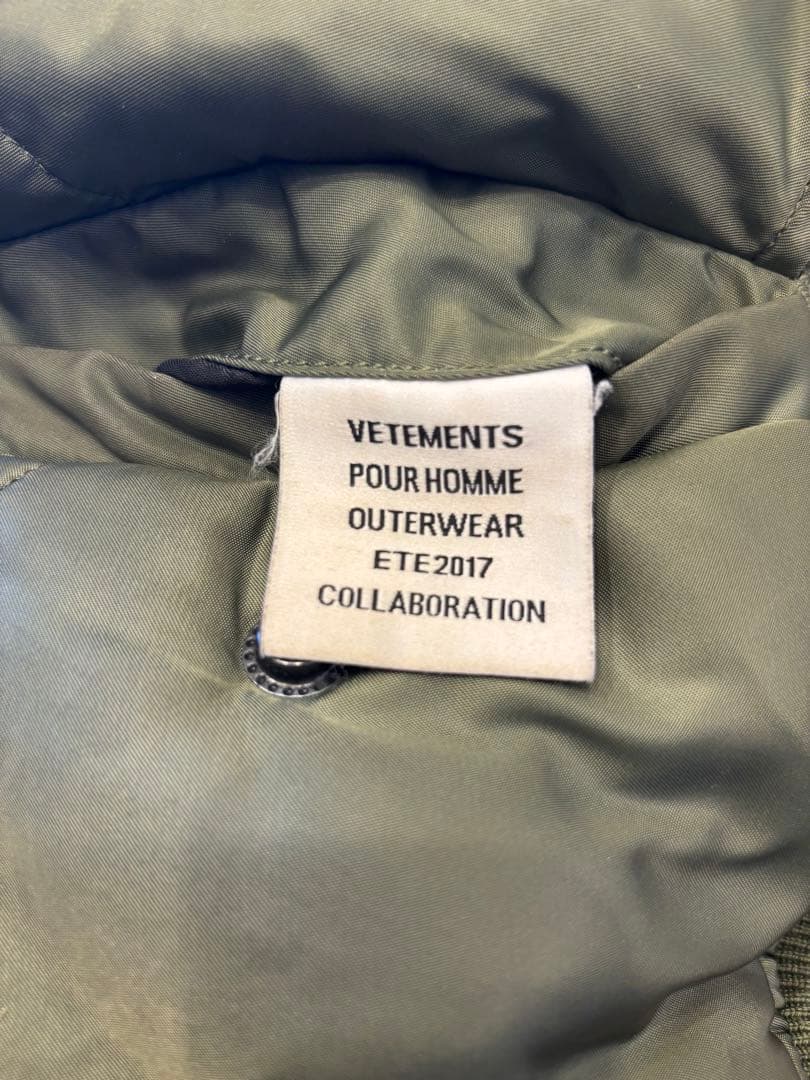 VETEMENTS
POUR HOMME
OUTERWEAR
ETE2017
COLLABORATION